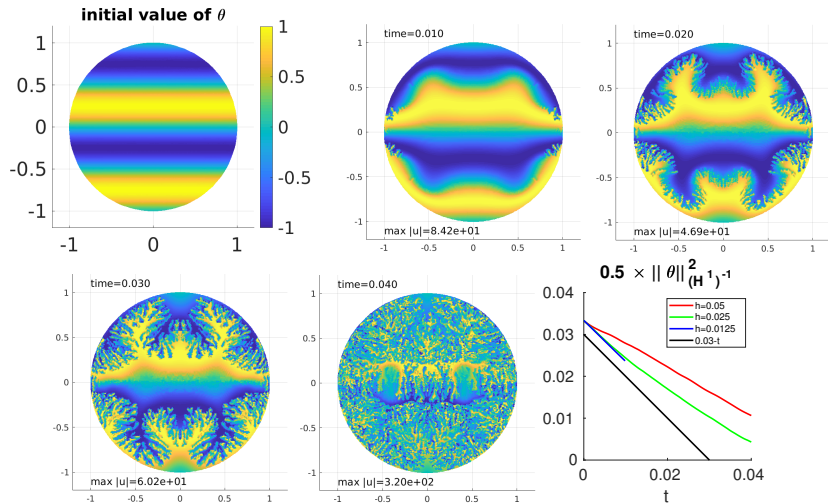 initial value of θ
1
0.5
0
-0.5
-1
-1 0 1
1
0.5
0
-0.5
-1
time=0.010
1
0.5
0
-0.5
-1
max |u|=8.42e+01
-1 -0.5 0 0.5 1
time=0.020
1
0.5
0
-0.5
-1
max |u|=4.69e+01
-1 -0.5 0 0.5 1
time=0.030
1
0.5
0
-0.5
-1
max |u|=6.02e+01
-1 -0.5 0 0.5 1
time=0.040
1
0.5
0
-0.5
-1
max |u|=3.20e+02
-1 -0.5 0 0.5 1
0.5 × || θ||²(H¹)⁻¹
0.04
0.03
0.02
0.01
0
h=0.05
h=0.025
h=0.0125
0.03-t
0 0.02 0.04
t